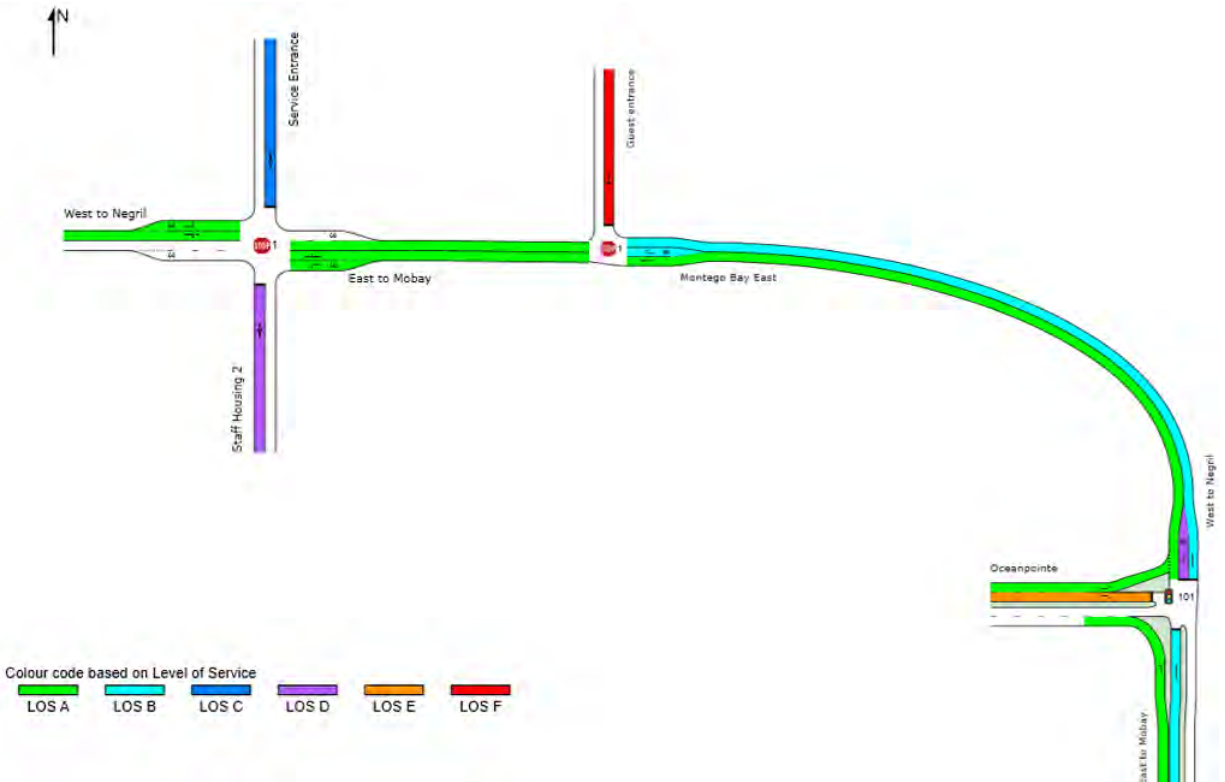 N
Service Entrance
Guest entrance
West to Negril
STOP 1
STOP 1
East to Mobay
Montego Bay East
Staff Housing 2
West to Negril
Oceanpointe
101
East to Mobay
Colour code based on Level of Service
LOS A LOS B LOS C LOS D LOS E LOS F